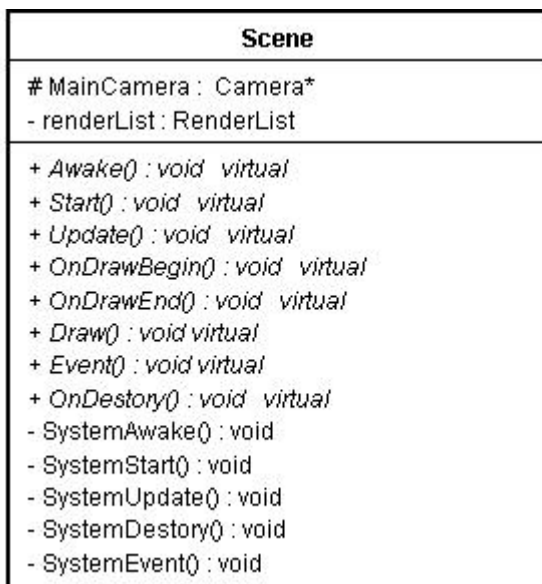 Scene
# MainCamera : Camera*
- renderList : RenderList
+ Awake() : void virtual
+ Start() : void virtual
+ Update() : void virtual
+ OnDrawBegin() : void virtual
+ OnDrawEnd() : void virtual
+ Draw() : void virtual
+ Event() : void virtual
+ OnDestory() : void virtual
- SystemAwake() : void
- SystemStart() : void
- SystemUpdate() : void
- SystemDestory() : void
- SystemEvent() : void